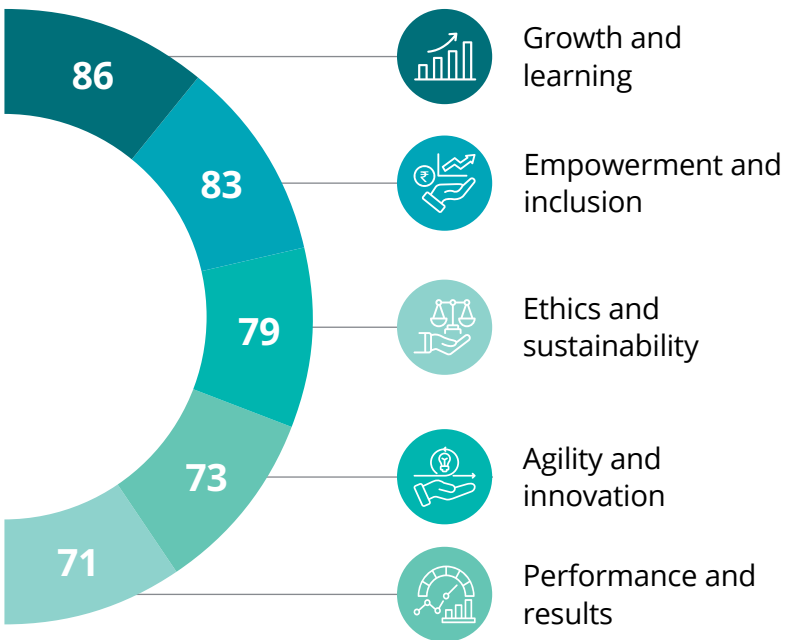 86
Growth and
learning
83
Empowerment and
inclusion
₹
79
Ethics and
sustainability
73
Agility and
innovation
71
Performance and
results